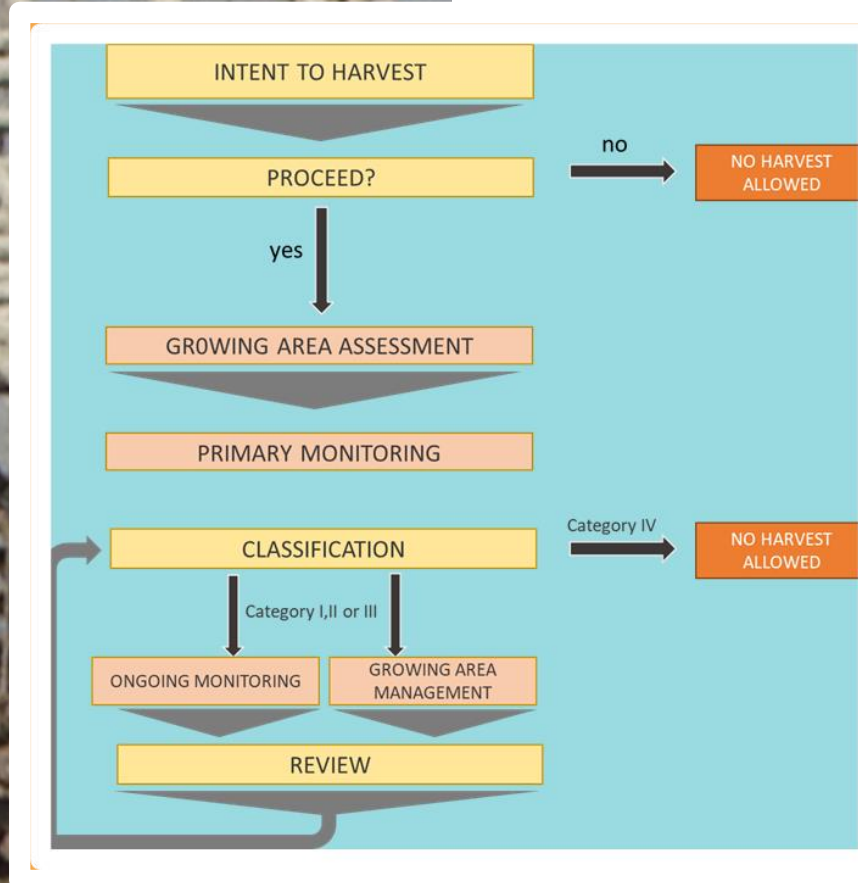 INTENT TO HARVEST
PROCEED?
no
NO HARVEST
ALLOWED
yes
GR0WING AREA ASSESSMENT
PRIMARY MONITORING
CLASSIFICATION
Category IV
NO HARVEST
ALLOWED
Category I,II or III
ONGOING MONITORING
GROWING AREA
MANAGEMENT
REVIEW